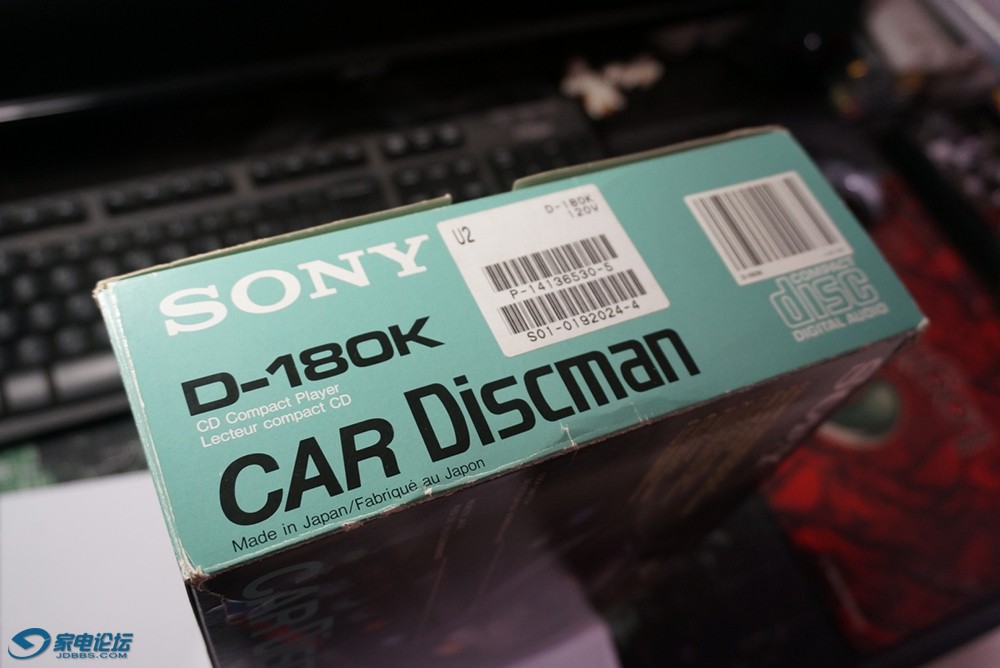 SONY
U2
D-180K
120V
P-14136530-5
S01-0192024-4
COMPACT
disc
DIGITAL AUDIO
D-180K
CD Compact Player
Lecteur compact CD
CAR Discman
Made in Japan/Fabriqué au Japon
家电论坛
JDBBS.COM